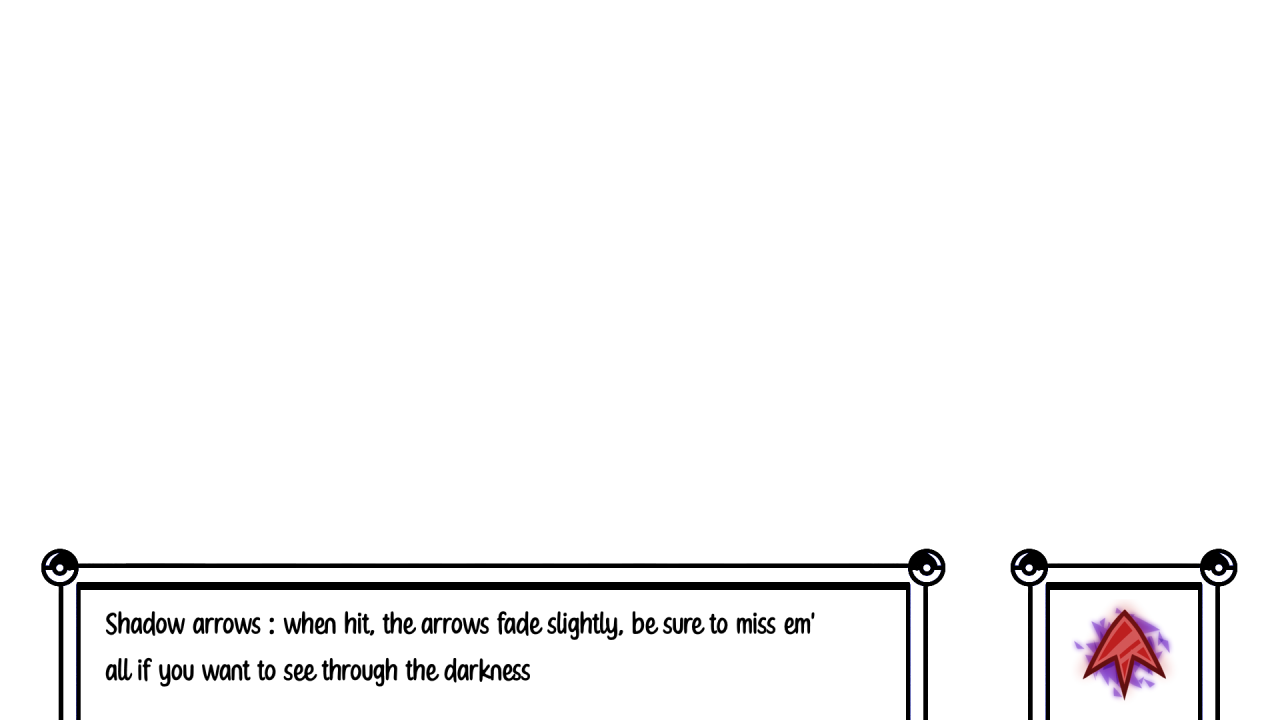 Shadow arrows : when hit, the arrows fade slightly, be sure to miss em'
all if you want to see through the darkness